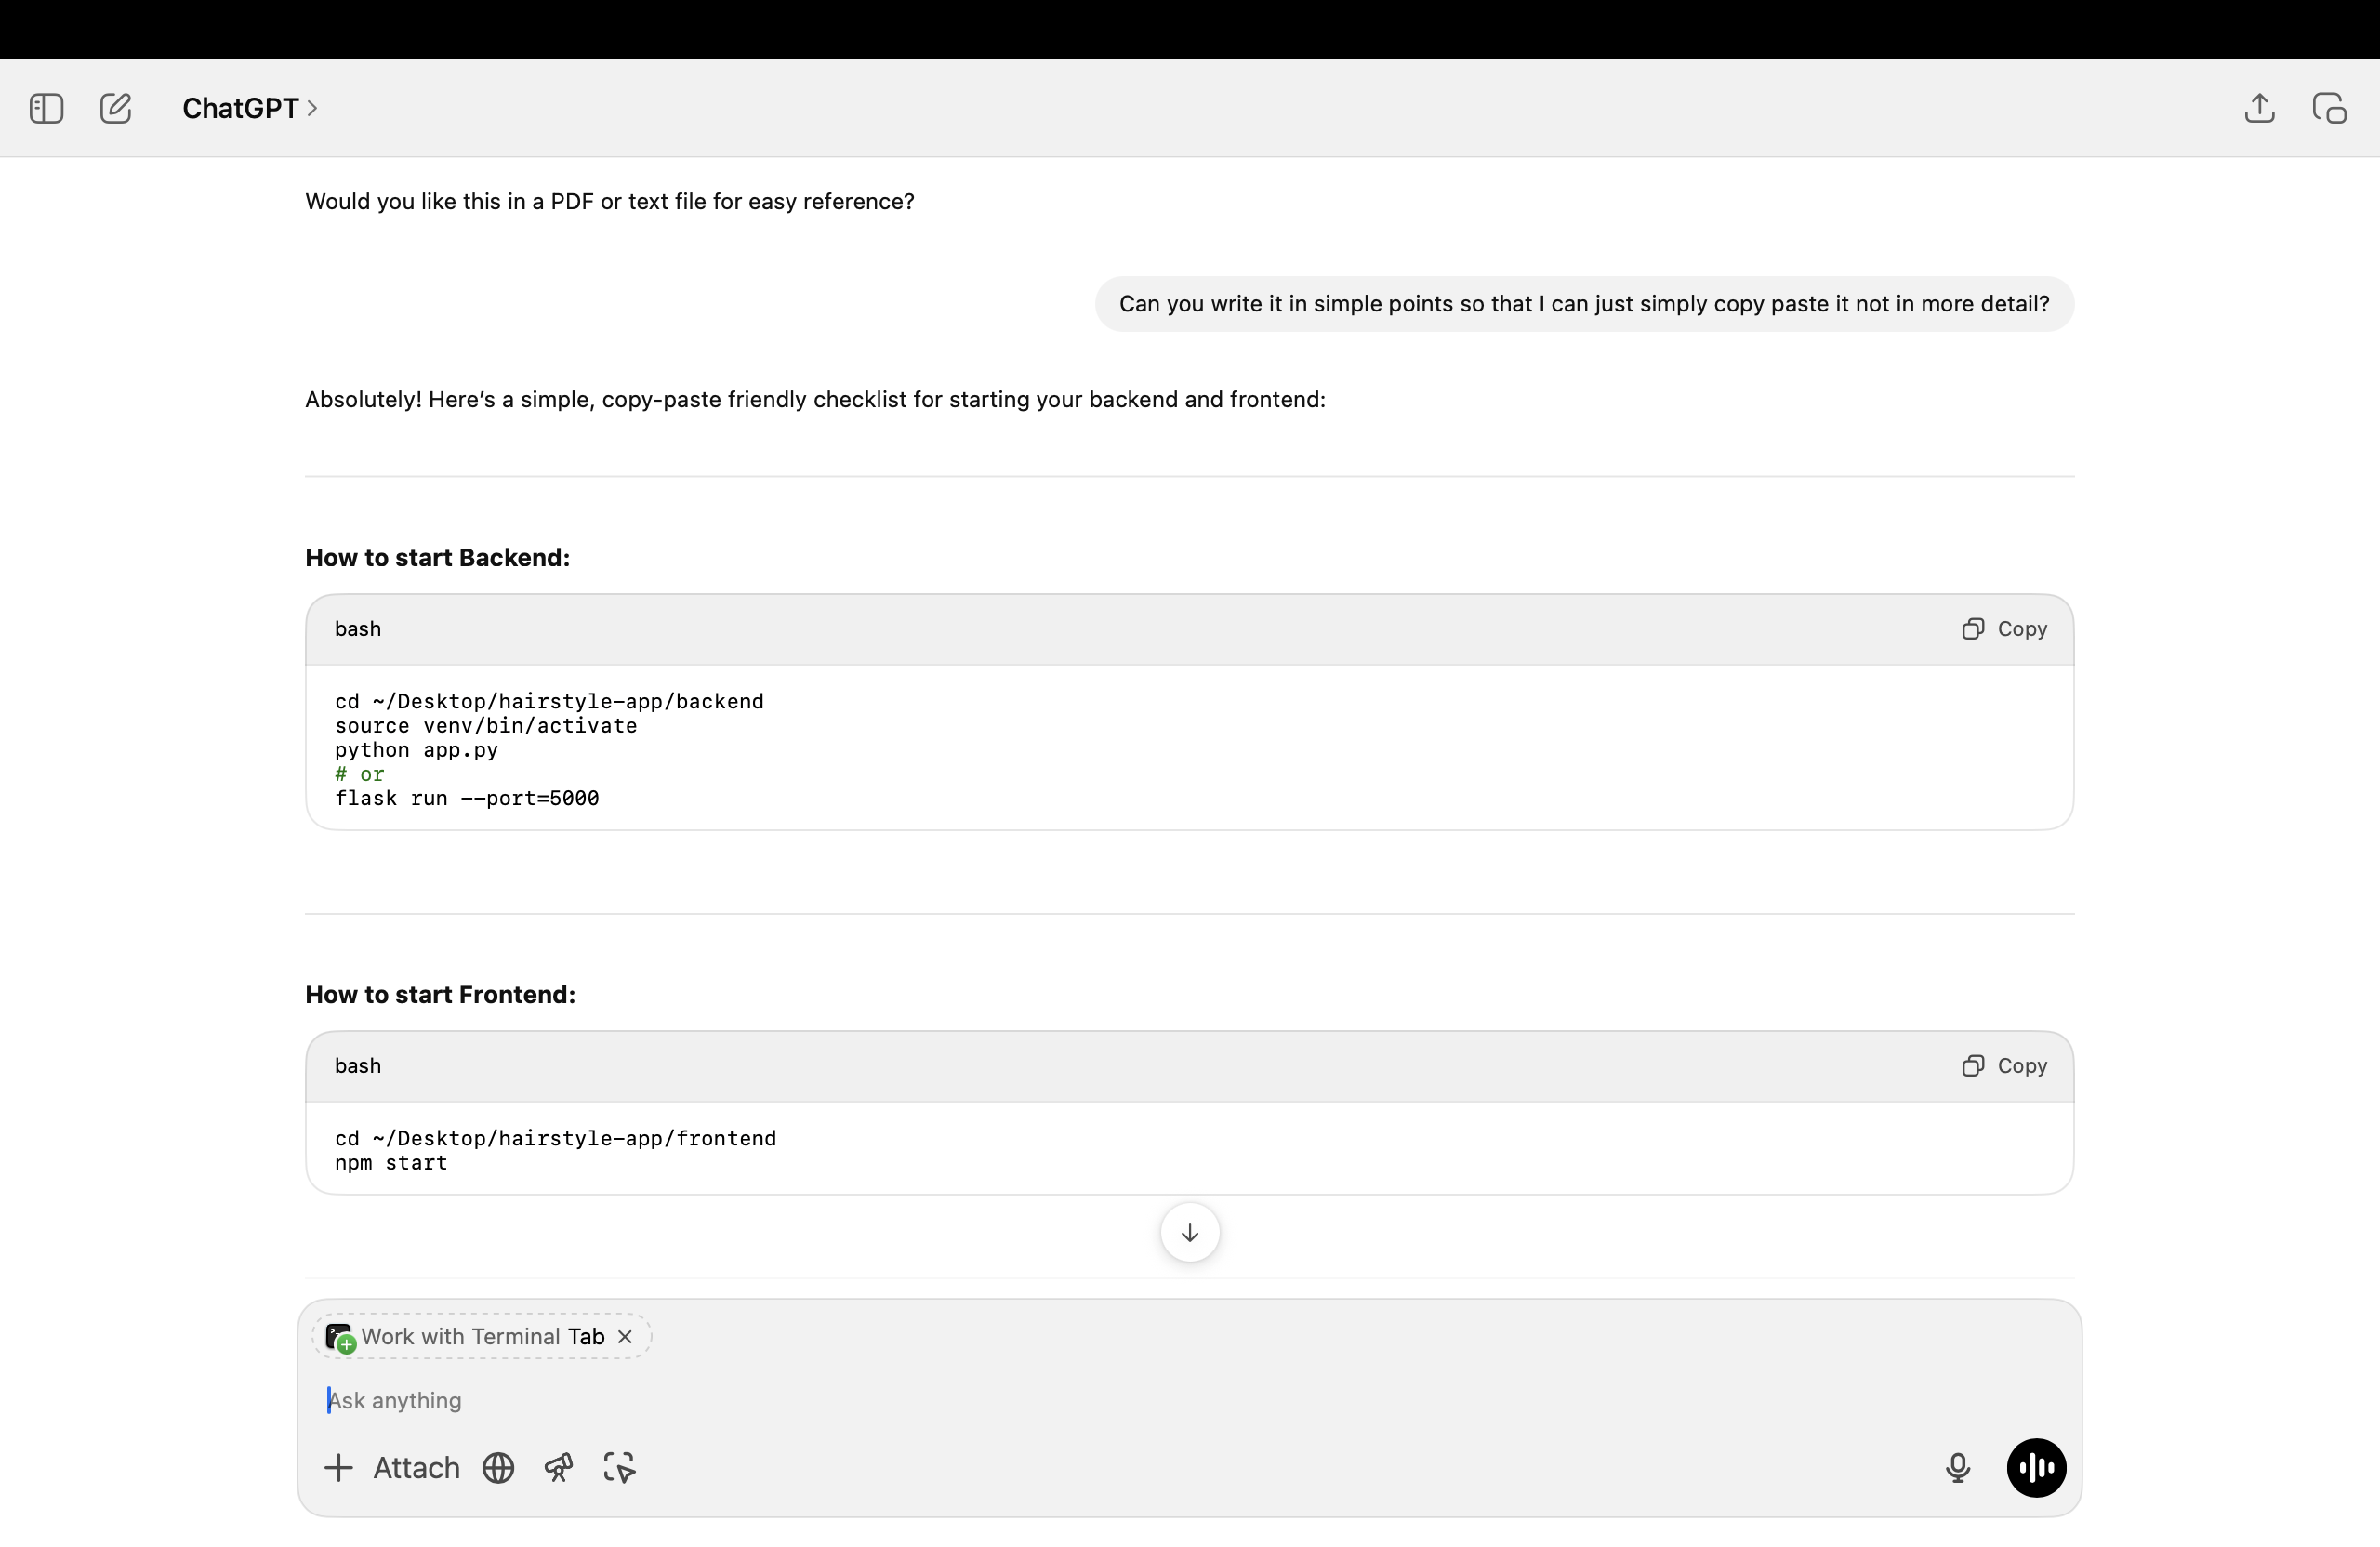 ChatGPT
Would you like this in a PDF or text file for easy reference?
Can you write it in simple points so that I can just simply copy paste it not in more detail?
Absolutely! Here’s a simple, copy-paste friendly checklist for starting your backend and frontend:
How to start Backend:
bash
Copy
cd ~/Desktop/hairstyle-app/backend
source venv/bin/activate
python app.py
# or
flask run --port=5000
How to start Frontend:
bash
Copy
cd ~/Desktop/hairstyle-app/frontend
npm start
Work with Terminal Tab
Ask anything
Attach